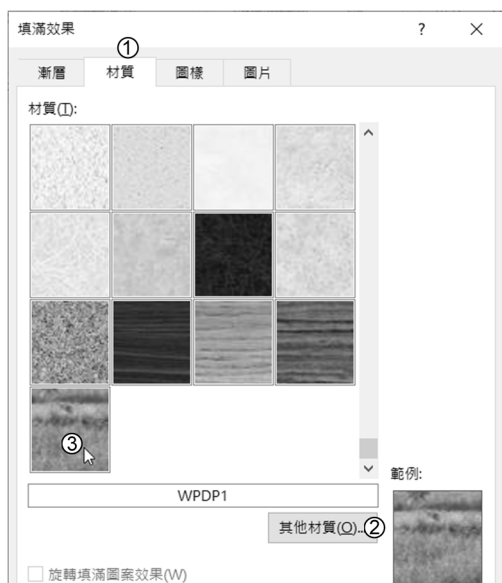 填滿效果 ? ×
①
漸層 材質 圖樣 圖片
材質(T):
③
範例:
WPDP1
其他材質(O)...②
旋轉填滿圖案效果(W)